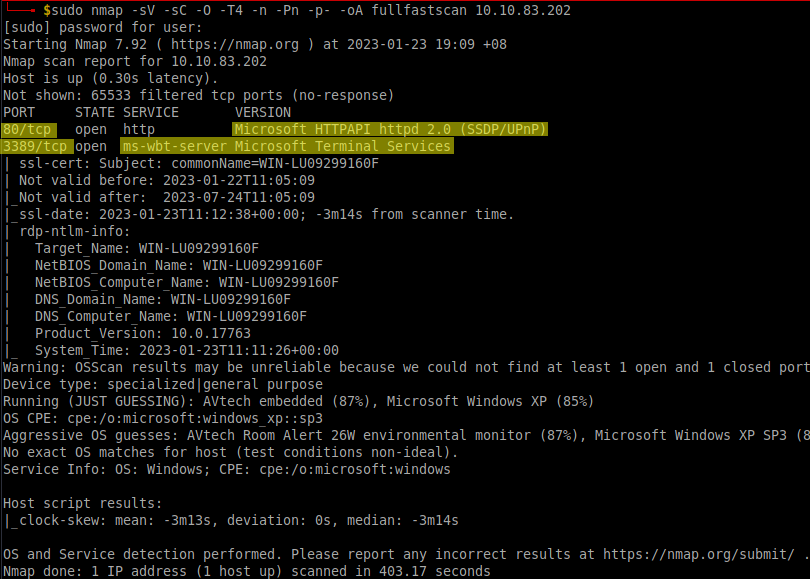 $sudo nmap -sV -sC -O -T4 -n -Pn -p- -oA fullfastscan 10.10.83.202
[sudo] password for user:
Starting Nmap 7.92 ( https://nmap.org ) at 2023-01-23 19:09 +08
Nmap scan report for 10.10.83.202
Host is up (0.30s latency).
Not shown: 65533 filtered tcp ports (no-response)
PORT     STATE SERVICE       VERSION
80/tcp   open  http          Microsoft HTTPAPI httpd 2.0 (SSDP/UPnP)
3389/tcp open  ms-wbt-server Microsoft Terminal Services
| ssl-cert: Subject: commonName=WIN-LU09299160F
| Not valid before: 2023-01-22T11:05:09
|_Not valid after:  2023-07-24T11:05:09
|_ssl-date: 2023-01-23T11:12:38+00:00; -3m14s from scanner time.
| rdp-ntlm-info:
|   Target_Name: WIN-LU09299160F
|   NetBIOS_Domain_Name: WIN-LU09299160F
|   NetBIOS_Computer_Name: WIN-LU09299160F
|   DNS_Domain_Name: WIN-LU09299160F
|   DNS_Computer_Name: WIN-LU09299160F
|   Product_Version: 10.0.17763
|_  System_Time: 2023-01-23T11:11:26+00:00
Warning: OSScan results may be unreliable because we could not find at least 1 open and 1 closed port
Device type: specialized|general purpose
Running (JUST GUESSING): AVtech embedded (87%), Microsoft Windows XP (85%)
OS CPE: cpe:/o:microsoft:windows_xp::sp3
Aggressive OS guesses: AVtech Room Alert 26W environmental monitor (87%), Microsoft Windows XP SP3 (8
No exact OS matches for host (test conditions non-ideal).
Service Info: OS: Windows; CPE: cpe:/o:microsoft:windows
Host script results:
|_clock-skew: mean: -3m13s, deviation: 0s, median: -3m14s
OS and Service detection performed. Please report any incorrect results at https://nmap.org/submit/ .
Nmap done: 1 IP address (1 host up) scanned in 403.17 seconds